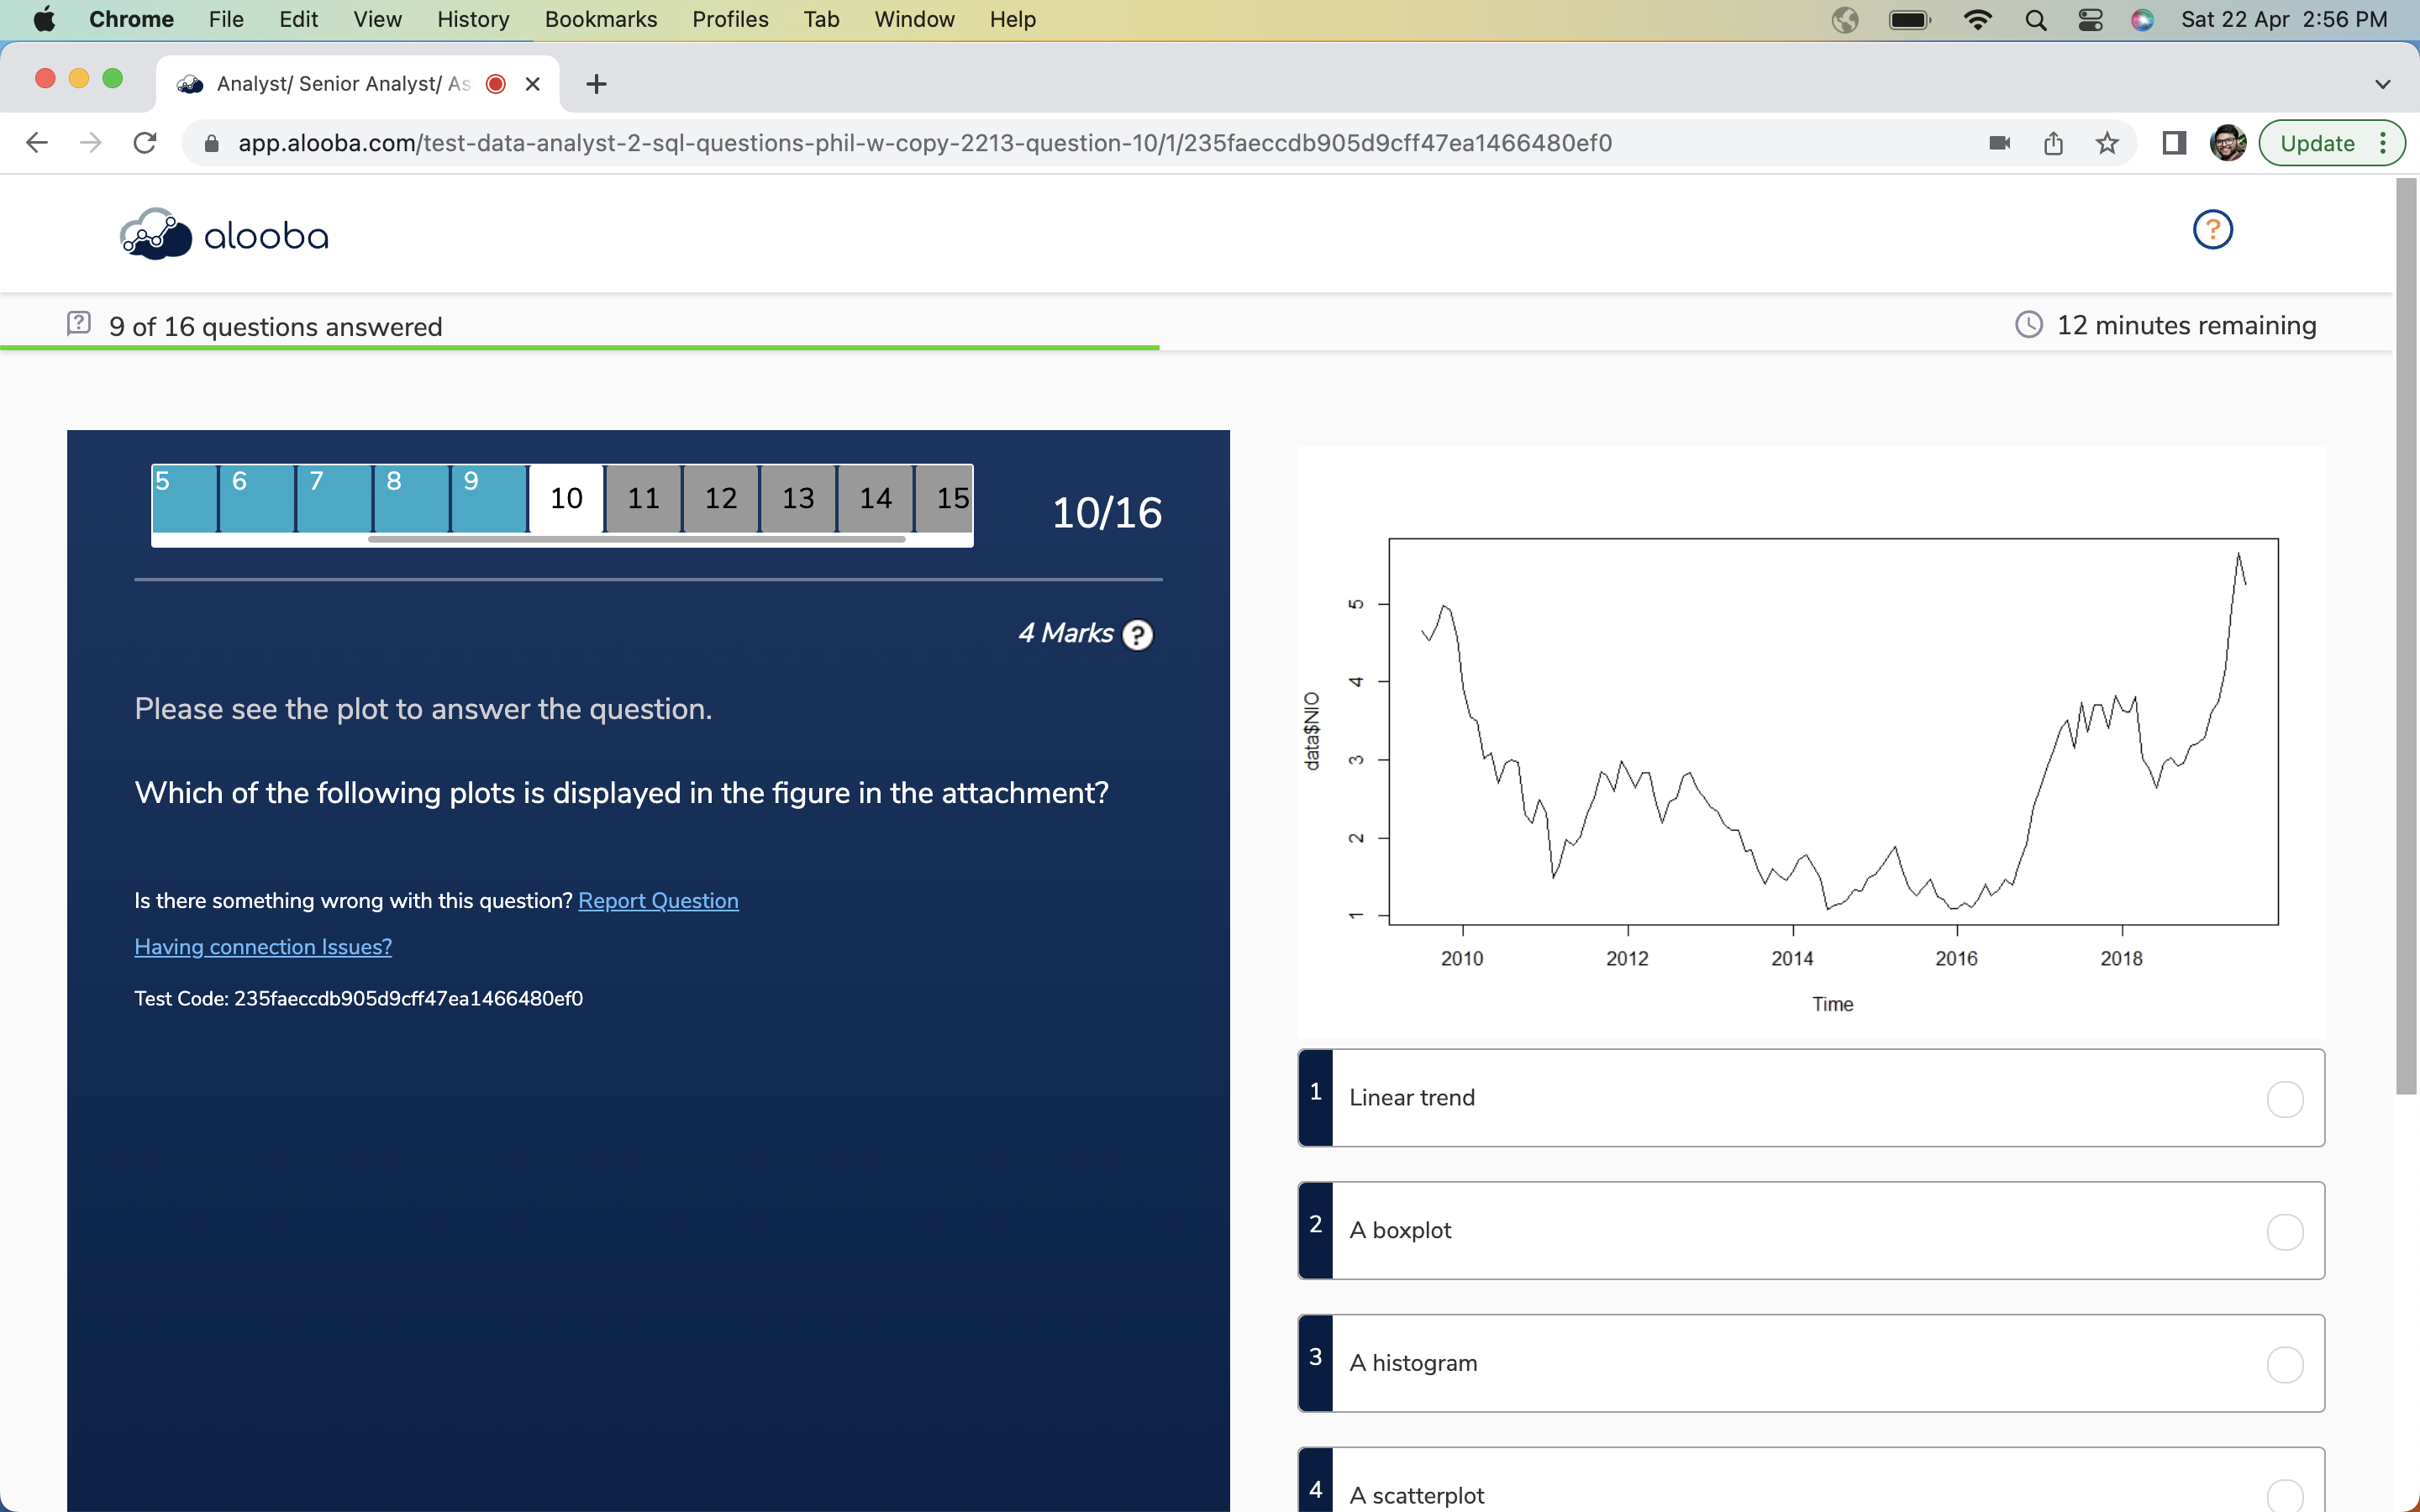 Chrome File Edit View History Bookmarks Profiles Tab Window Help Sat 22 Apr 2:56 PM
Analyst/ Senior Analyst/ As
app.alooba.com/test-data-analyst-2-sql-questions-phil-w-copy-2213-question-10/1/235faeccdb905d9cff47ea1466480ef0 Update
alooba ?
9 of 16 questions answered
12 minutes remaining
5 6 7 8 9 10 11 12 13 14 15
10/16
4 Marks ?
Please see the plot to answer the question.
Which of the following plots is displayed in the figure in the attachment?
Is there something wrong with this question? Report Question
Having connection Issues?
Test Code: 235faeccdb905d9cff47ea1466480ef0
data$NIO
5
4
3
2
1
2010 2012 2014 2016 2018
Time
1 Linear trend
2 A boxplot
3 A histogram
4 A scatterplot